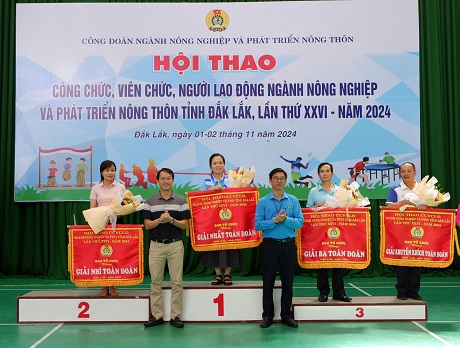 CÔNG ĐOÀN NGÀNH NÔNG NGHIỆP VÀ PHÁT TRIỂN NÔNG THÔN
HỘI THAO
CÔNG CHỨC, VIÊN CHỨC, NGƯỜI LAO ĐỘNG NGÀNH NÔNG NGHIỆP
VÀ PHÁT TRIỂN NÔNG THÔN TỈNH ĐẮK LẮK, LẦN THỨ XXVI - NĂM 2024
Đắk Lắk, ngày 01-02 tháng 11 năm 2024
GIẢI NHÌ TOÀN ĐOÀN
GIẢI NHẤT TOÀN ĐOÀN
GIẢI BA TOÀN ĐOÀN
GIẢI KHUYẾN KHÍCH TOÀN ĐOÀN
2
1
3